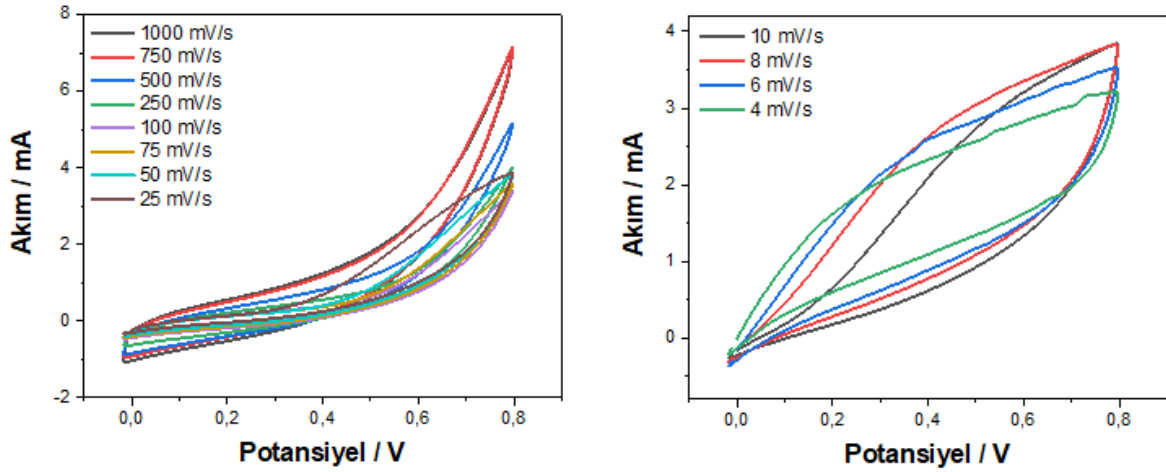 1000 mV/s
750 mV/s
500 mV/s
250 mV/s
100 mV/s
75 mV/s
50 mV/s
25 mV/s
8
6
4
2
0
-2
Akım / mA
0,0 0,2 0,4 0,6 0,8
Potansiyel / V
10 mV/s
8 mV/s
6 mV/s
4 mV/s
4
3
2
1
0
Akım / mA
0,0 0,2 0,4 0,6 0,8
Potansiyel / V